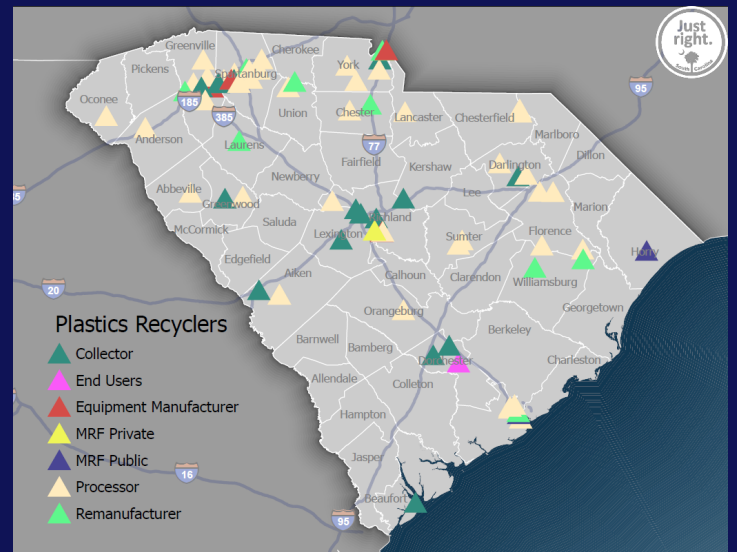 Just
right.
South Carolina
Greenville
Cherokee
95
Pickens
Spartanburg
York
Oconee
185
385
Union
Chester
Lancaster
Chesterfield
Marlboro
Anderson
Laurens
77
Dillon
Fairfield
Kershaw
Darlington
Newberry
Abbeville
Lee
Marion
Greenwood
Saluda
Richland
McCormick
Lexington
Sumter
Florence
Horry
Edgefield
Aiken
Calhoun
Clarendon
Williamsburg
20
Orangeburg
Georgetown
Plastics Recyclers
Berkeley
Barnwell
Bamberg
Collector
Dorchester
Charleston
End Users
Allendale
Colleton
Equipment Manufacturer
Hampton
MRF Private
MRF Public
Jasper
16
Processor
Beaufort
Remanufacturer
95